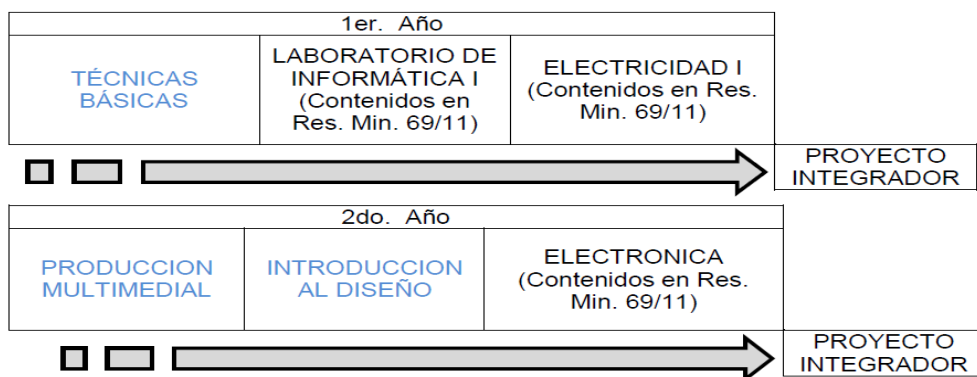 1er. Año
TÉCNICAS
BÁSICAS
LABORATORIO DE
INFORMÁTICA I
(Contenidos en
Res. Min. 69/11)
ELECTRICIDAD I
(Contenidos en Res.
Min. 69/11)
PROYECTO
INTEGRADOR
2do. Año
PRODUCCION
MULTIMEDIAL
INTRODUCCION
AL DISEÑO
ELECTRONICA
(Contenidos en Res.
Min. 69/11)
PROYECTO
INTEGRADOR